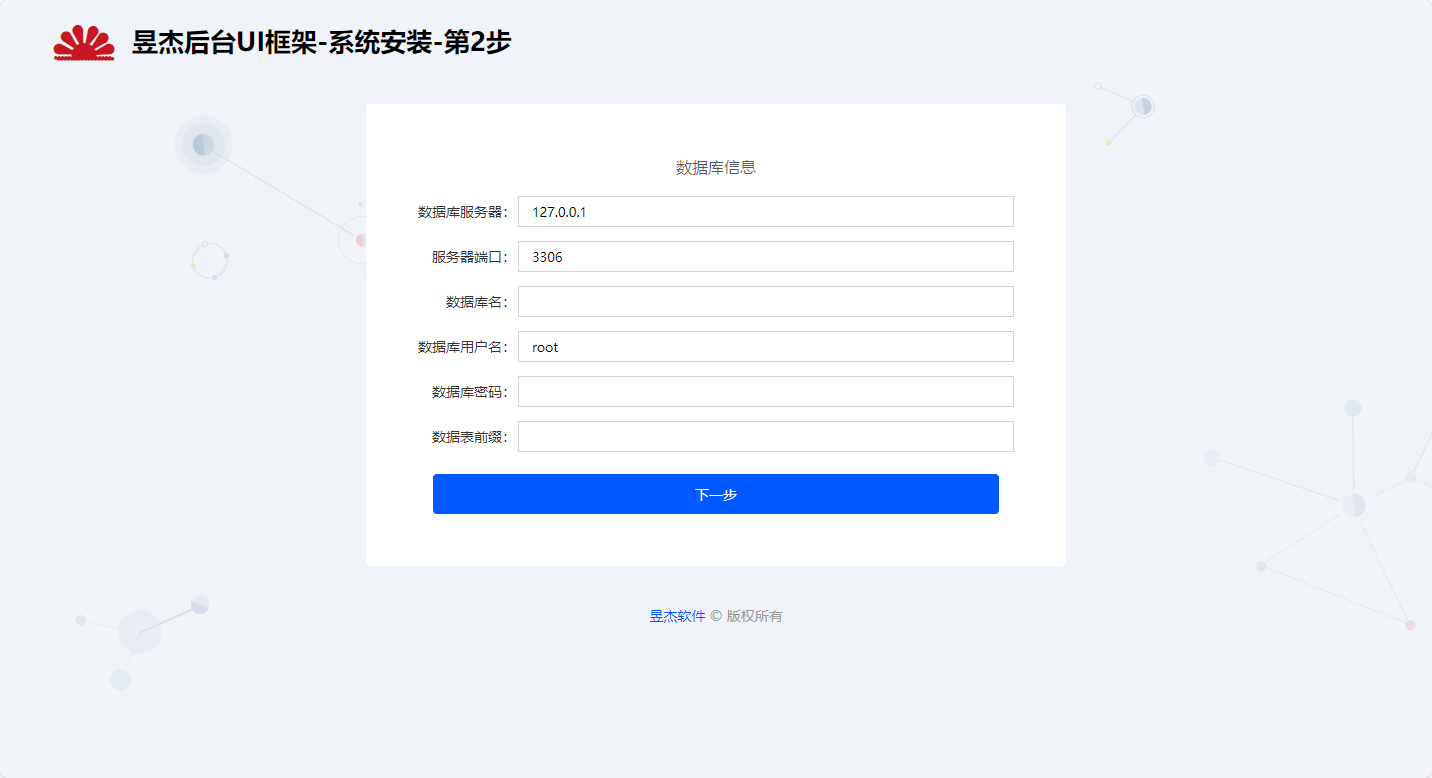 昱杰后台UI框架-系统安装-第2步
数据库信息
数据库服务器： 127.0.0.1
服务器端口： 3306
数据库名：
数据库用户名： root
数据库密码：
数据表前缀：
下一步
昱杰软件 © 版权所有